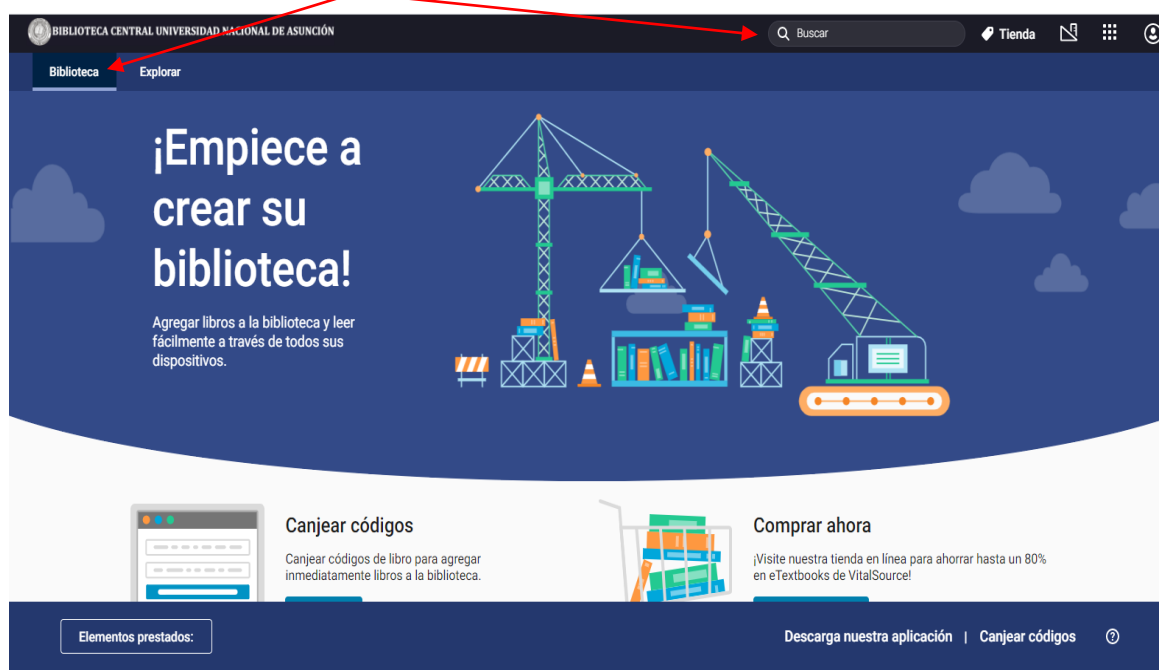 BIBLIOTECA CENTRAL UNIVERSIDAD NACIONAL DE ASUNCIÓN
Buscar
Tienda
Biblioteca
Explorar
¡Empiece a
crear su
biblioteca!
Agregar libros a la biblioteca y leer
fácilmente a través de todos sus
dispositivos.
Canjear códigos
Canjear códigos de libro para agregar
inmediatamente libros a la biblioteca.
Comprar ahora
¡Visite nuestra tienda en línea para ahorrar hasta un 80%
en eTextbooks de VitalSource!
Elementos prestados:
Descarga nuestra aplicación | Canjear códigos